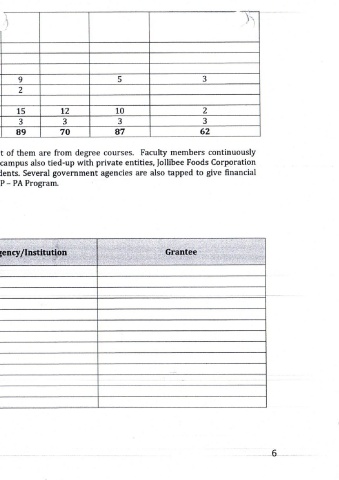 9 5 3
2
15 12 10 2
3 3 3 3
89 70 87 62
t of them are from degree courses. Faculty members continuously
campus also tied-up with private entities, Jollibee Foods Corporation
dents. Several government agencies are also tapped to give financial
P – PA Program.
gency/Institution Grantee
6